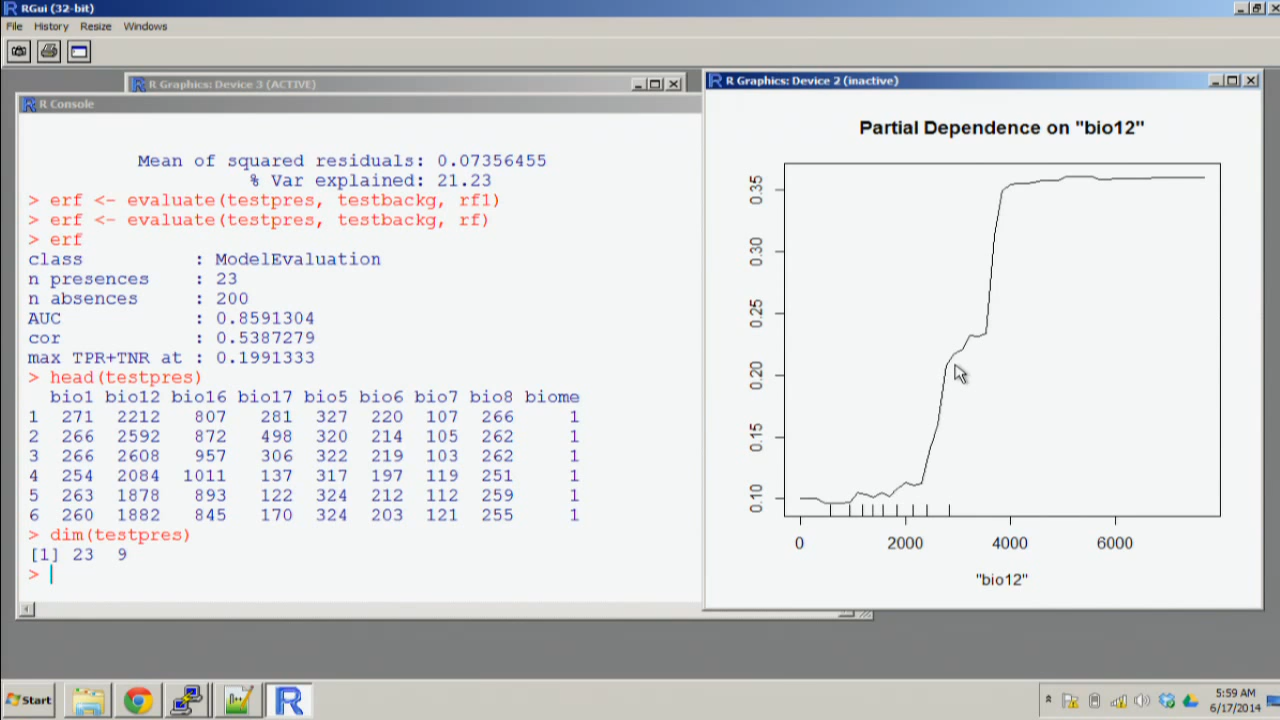 RGui (32-bit)
File History Resize Windows
R Graphics: Device 3 (ACTIVE)
R Console
Mean of squared residuals: 0.07356455
% Var explained: 21.23
> erf <- evaluate(testpres, testbackg, rf1)
> erf <- evaluate(testpres, testbackg, rf)
> erf
class : ModelEvaluation
n presences : 23
n absences : 200
AUC : 0.8591304
cor : 0.5387279
max TPR+TNR at : 0.1991333
> head(testpres)
bio1 bio12 bio16 bio17 bio5 bio6 bio7 bio8 biome
1 271 2212 807 281 327 220 107 266 1
2 266 2592 872 498 320 214 105 262 1
3 266 2608 957 306 322 219 103 262 1
4 254 2084 1011 137 317 197 119 251 1
5 263 1878 893 122 324 212 112 259 1
6 260 1882 845 170 324 203 121 255 1
> dim(testpres)
[1] 23 9
>
R Graphics: Device 2 (inactive)
Partial Dependence on "bio12"
0.35
0.30
0.25
0.20
0.15
0.10
0 2000 4000 6000
"bio12"
Start
5:59 AM
6/17/2014